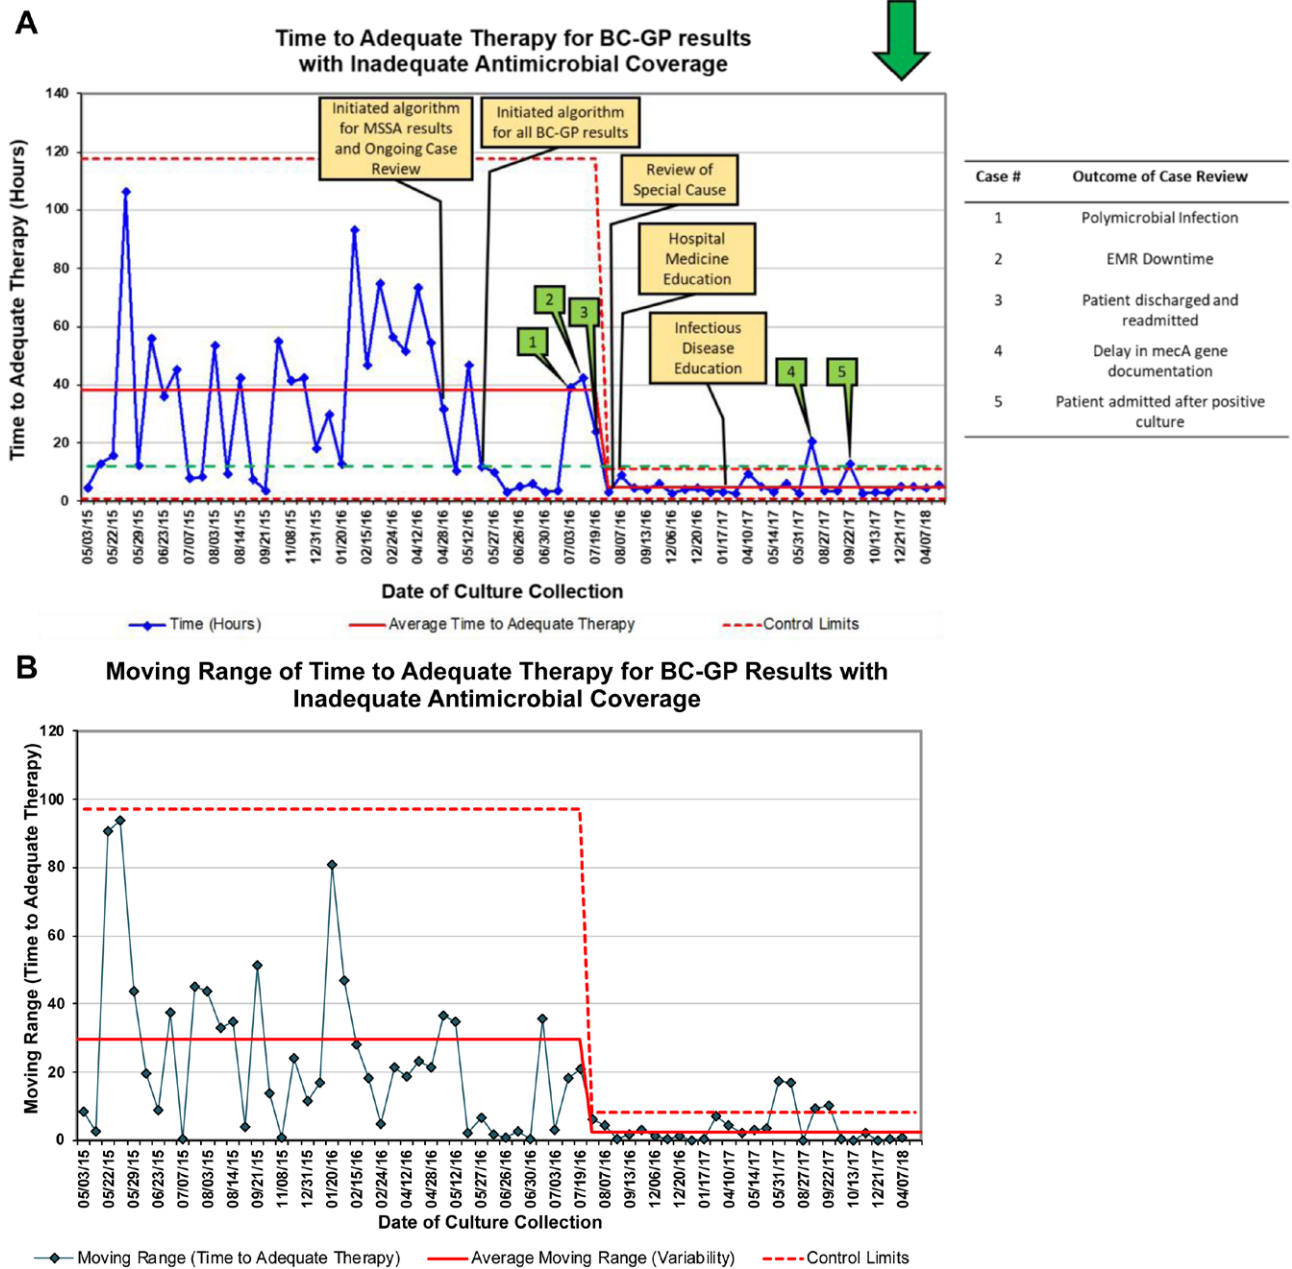 A
Time to Adequate Therapy for BC-GP results
with Inadequate Antimicrobial Coverage
Time to Adequate Therapy (Hours)
140
120
100
80
60
40
20
0
Initiated algorithm
for MSSA results
and Ongoing Case
Review
Initiated algorithm
for all BC-GP results
Review of
Special Cause
Hospital
Medicine
Education
Infectious
Disease
Education
1
2
3
4
5
05/03/15
05/22/15
05/29/15
06/23/15
07/07/15
08/03/15
08/14/15
09/21/15
11/08/15
12/31/15
01/20/16
02/15/16
02/24/16
04/12/16
04/28/16
05/12/16
05/27/16
06/26/16
06/30/16
07/03/16
07/19/16
08/07/16
09/13/16
12/06/16
12/20/16
01/17/17
04/10/17
05/14/17
05/31/17
08/27/17
09/22/17
10/13/17
12/21/17
04/07/18
Date of Culture Collection
Time (Hours)
Average Time to Adequate Therapy
Control Limits
Case # Outcome of Case Review
1 Polymicrobial Infection
2 EMR Downtime
3 Patient discharged and
readmitted
4 Delay in mecA gene
documentation
5 Patient admitted after positive
culture
B
Moving Range of Time to Adequate Therapy for BC-GP Results with
Inadequate Antimicrobial Coverage
Moving Range (Time to Adequate Therapy)
120
100
80
60
40
20
0
05/03/15
05/22/15
05/29/15
06/23/15
07/07/15
08/03/15
08/14/15
09/21/15
11/08/15
12/31/15
01/20/16
02/15/16
02/24/16
04/12/16
04/28/16
05/12/16
05/27/16
06/26/16
06/30/16
07/03/16
07/19/16
08/07/16
09/13/16
12/06/16
12/20/16
01/17/17
04/10/17
05/14/17
05/31/17
08/27/17
09/22/17
10/13/17
12/21/17
04/07/18
Date of Culture Collection
Moving Range (Time to Adequate Therapy)
Average Moving Range (Variability)
Control Limits